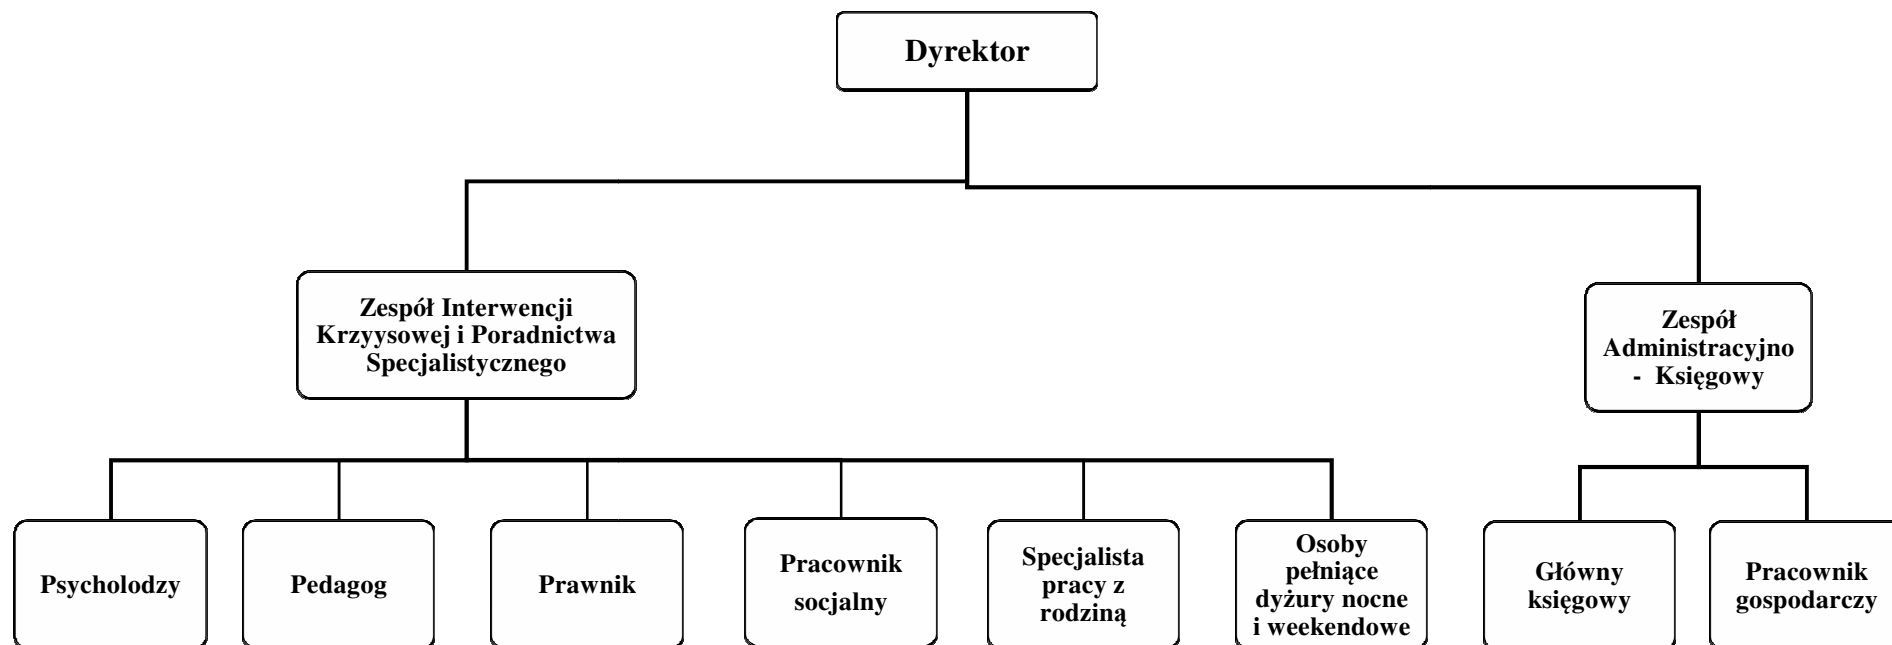 Dyrektor
Zespół Interwencji
Krzyysowej i Poradnictwa
Specjalistycznego
Zespół
Administracyjno
- Księgowy
Psycholodzy
Pedagog
Prawnik
Pracownik
socjalny
Specjalista
pracy z
rodziną
Osoby
pełniące
dyżury nocne
i weekendowe
Główny
księgowy
Pracownik
gospodarczy